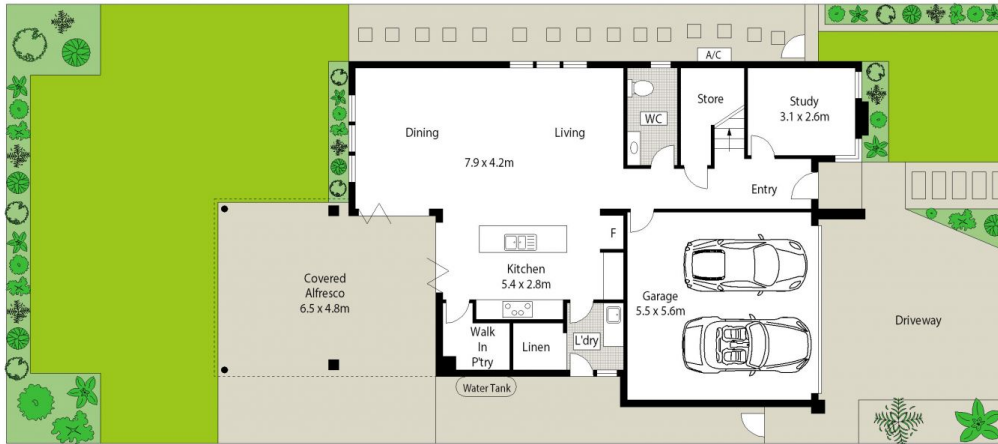 A/C
Store
Study
3.1 x 2.6m
WC
Dining
Living
7.9 x 4.2m
Entry
F
Kitchen
5.4 x 2.8m
Covered
Alfresco
6.5 x 4.8m
Garage
5.5 x 5.6m
Driveway
Walk
In
P'try
Linen
L'dry
Water Tank